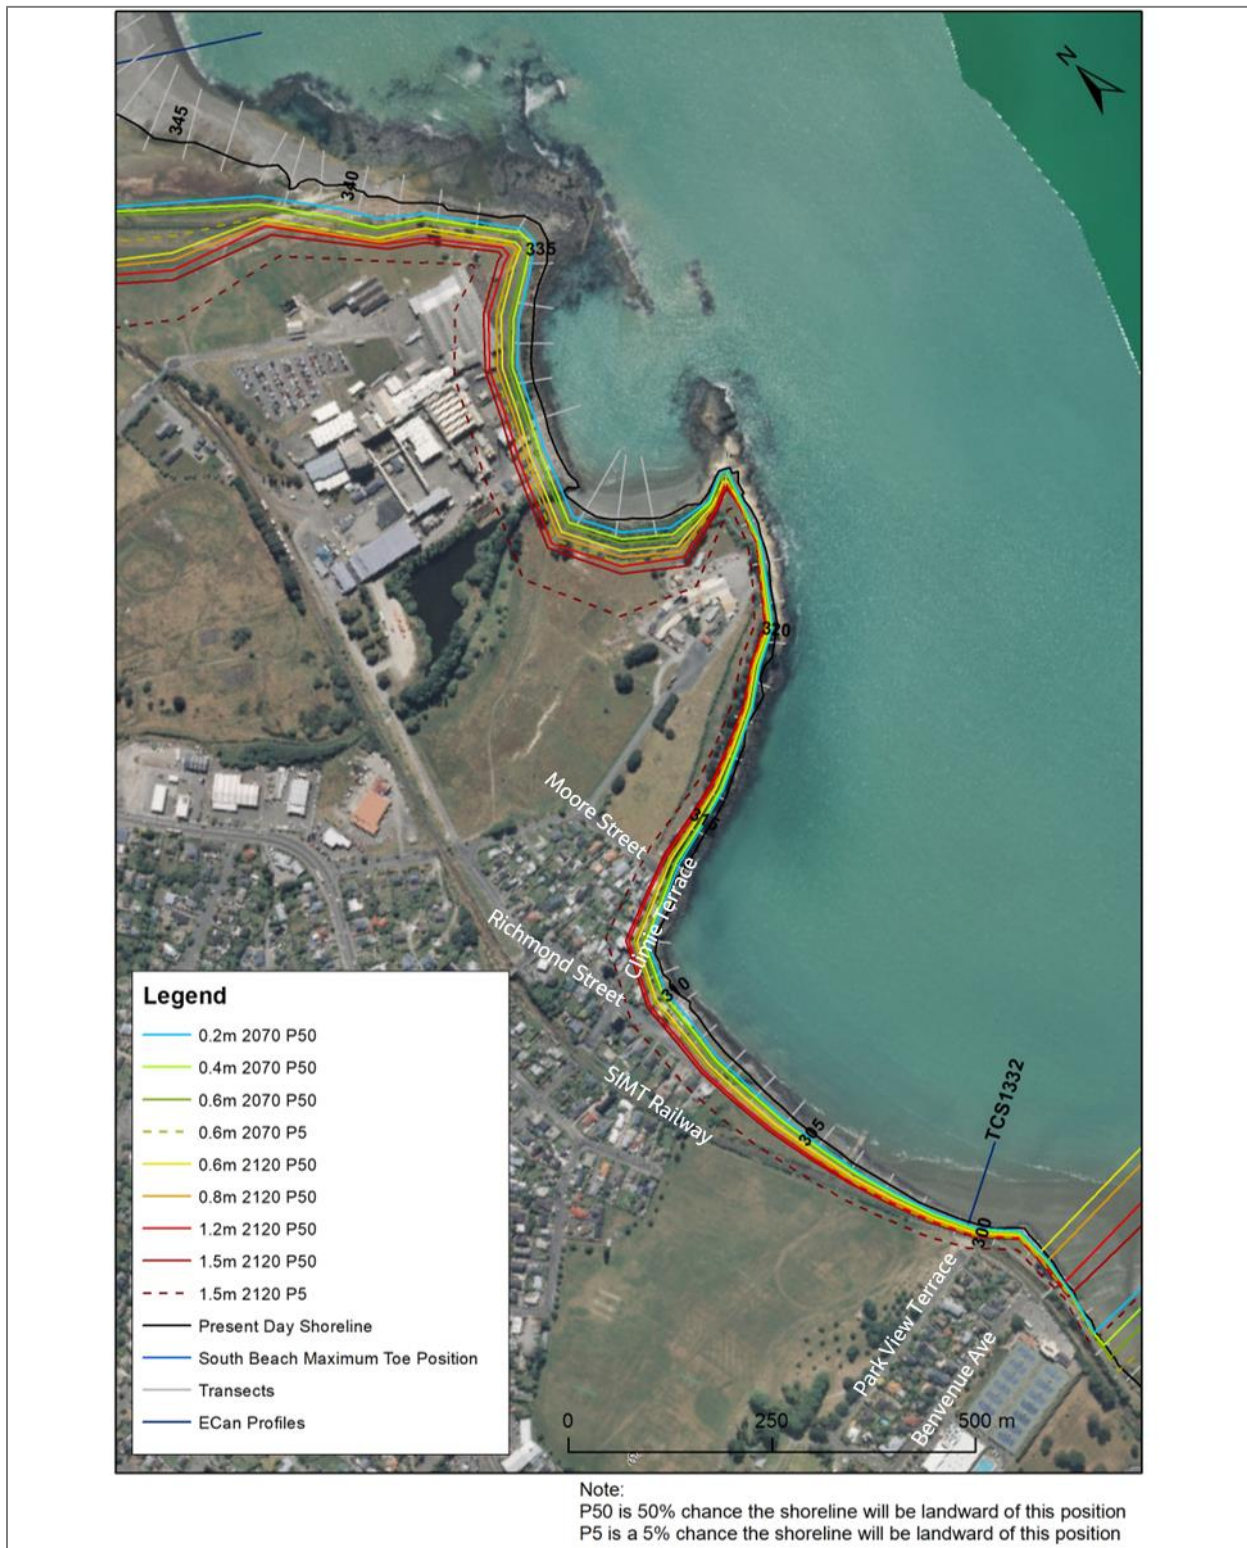 N
345
340
335
320
315
Moore Street
Climie Terrace
Richmond Street
310
SIMT Railway
305
TCS1332
300
Park View Terrace
Benvenue Ave
Legend
0.2m 2070 P50
0.4m 2070 P50
0.6m 2070 P50
0.6m 2070 P5
0.6m 2120 P50
0.8m 2120 P50
1.2m 2120 P50
1.5m 2120 P50
1.5m 2120 P5
Present Day Shoreline
South Beach Maximum Toe Position
Transects
ECan Profiles
0 250 500 m
Note:
P50 is 50% chance the shoreline will be landward of this position
P5 is a 5% chance the shoreline will be landward of this position